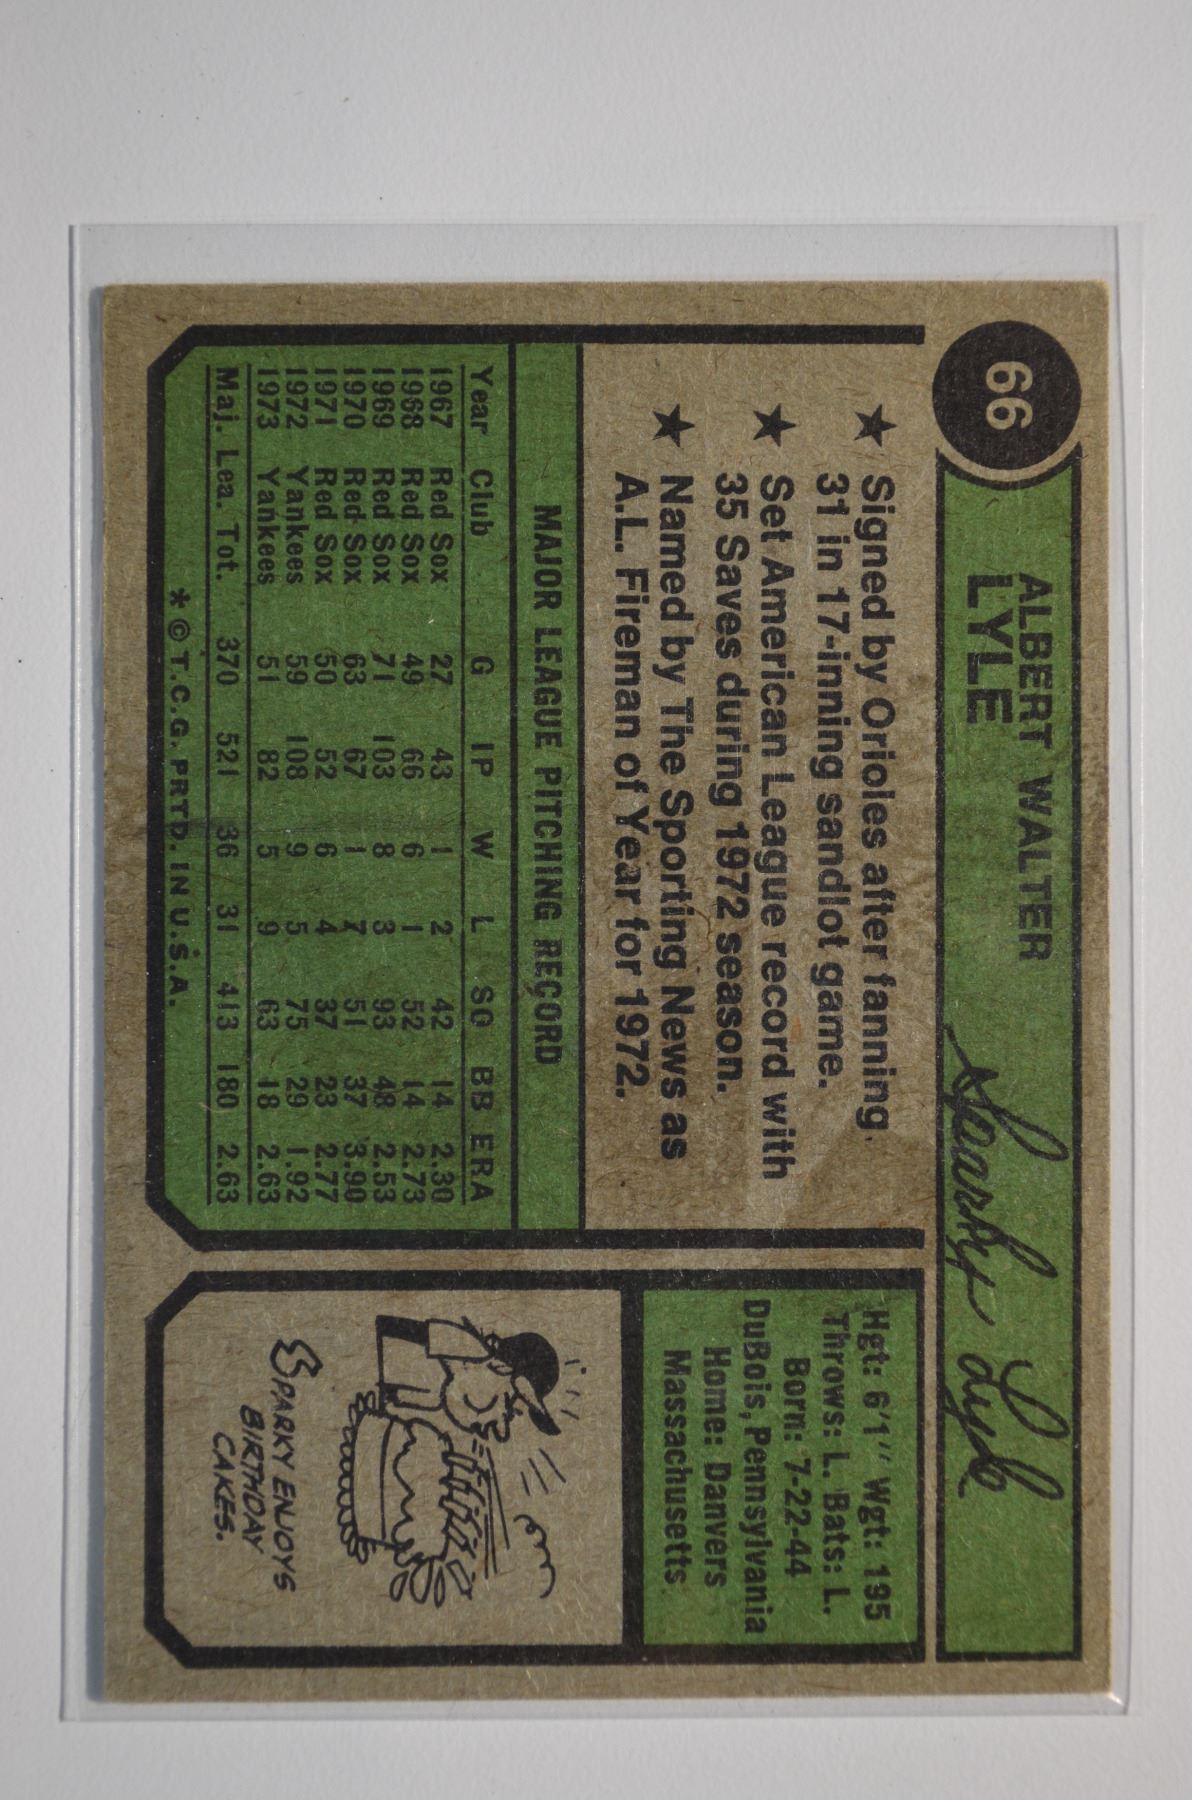 66
ALBERT WALTER
LYLE
Sparky Lyle
★ Signed by Orioles after fanning
31 in 17-inning sandlot game.
★ Set American League record with
35 Saves during 1972 season.
★ Named by The Sporting News as
A.L. Fireman of Year for 1972.
Hgt: 6'1" Wgt: 195
Throws: L. Bats: L.
Born: 7-22-44
DuBois, Pennsylvania
Home: Danvers
Massachusetts
MAJOR LEAGUE PITCHING RECORD
Year Club G IP W L SO BB ERA
1967 Red Sox 27 43 1 2 42 14 2.30
1968 Red Sox 49 66 6 1 52 14 2.73
1969 Red Sox 71 103 8 3 93 48 2.53
1970 Red Sox 63 67 1 7 51 37 3.90
1971 Red Sox 50 52 6 4 37 23 2.77
1972 Yankees 59 108 9 5 75 29 1.92
1973 Yankees 51 82 5 9 63 18 2.63
Maj. Lea. Tot. 370 521 36 31 413 180 2.63
* © T.C.G. PRTD. IN U.S.A.
SPARKY ENJOYS
BIRTHDAY
CAKES.